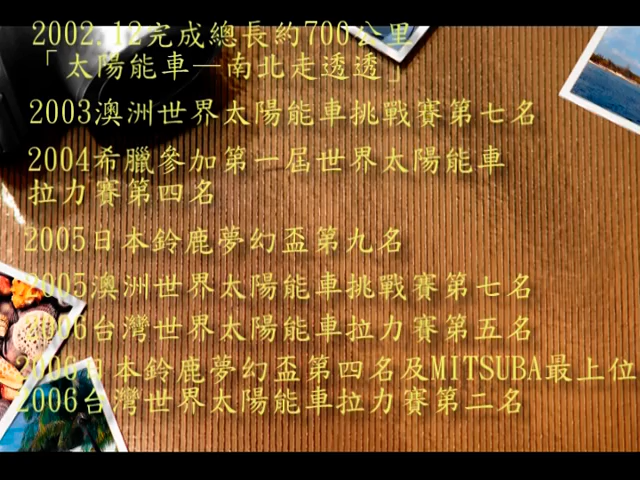 2002.12完成總長約700公里
「太陽能車—南北走透透」
2003澳洲世界太陽能車挑戰賽第七名
2004希臘參加第一屆世界太陽能車
拉力賽第四名
2005日本鈴鹿夢幻盃第九名
2005澳洲世界太陽能車挑戰賽第七名
2006台灣世界太陽能車拉力賽第五名
2006日本鈴鹿夢幻盃第四名及MITSUBA最上位
2006台灣世界太陽能車拉力賽第二名